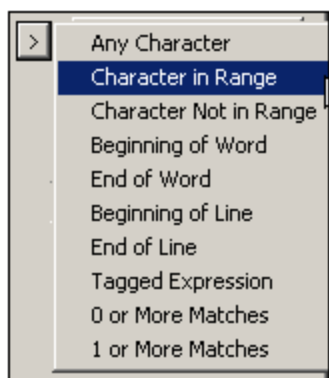 >
Any Character
Character in Range
Character Not in Range
Beginning of Word
End of Word
Beginning of Line
End of Line
Tagged Expression
0 or More Matches
1 or More Matches